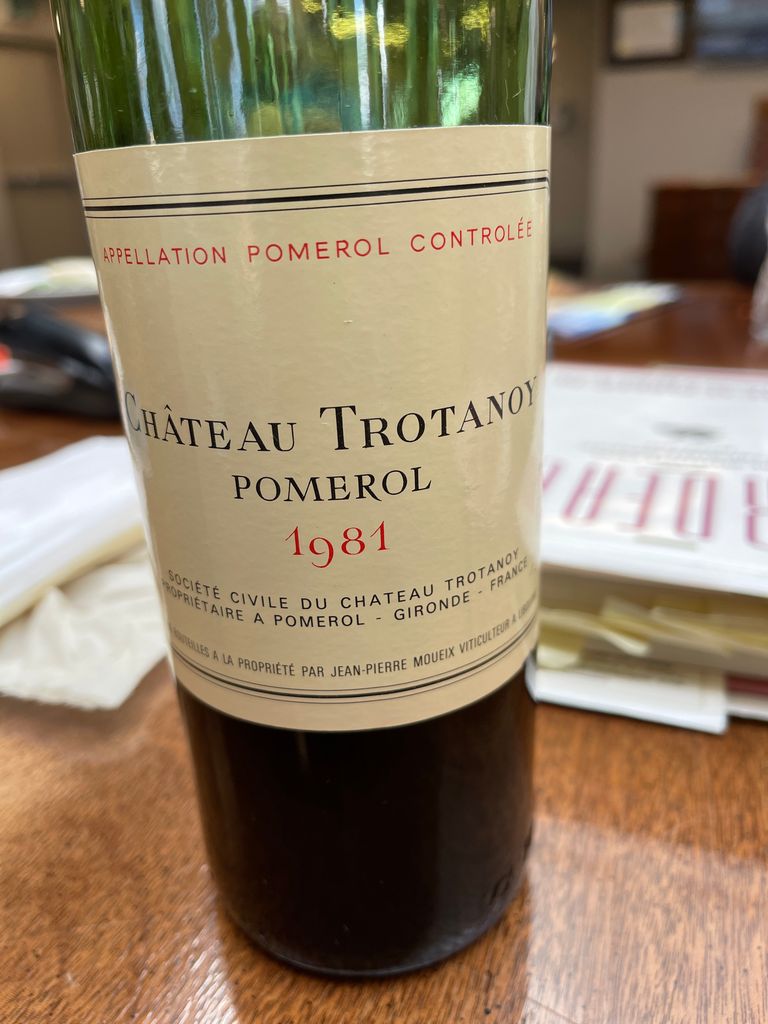 APPELLATION POMEROL CONTROLÉE
CHÂTEAU TROTANOY
POMEROL
1981
SOCIÉTÉ CIVILE DU CHATEAU TROTANOY
PROPRIÉTAIRE A POMEROL - GIRONDE - FRANCE
BOUTEILLES A LA PROPRIÉTÉ PAR JEAN-PIERRE MOUEIX VITICULTEUR A